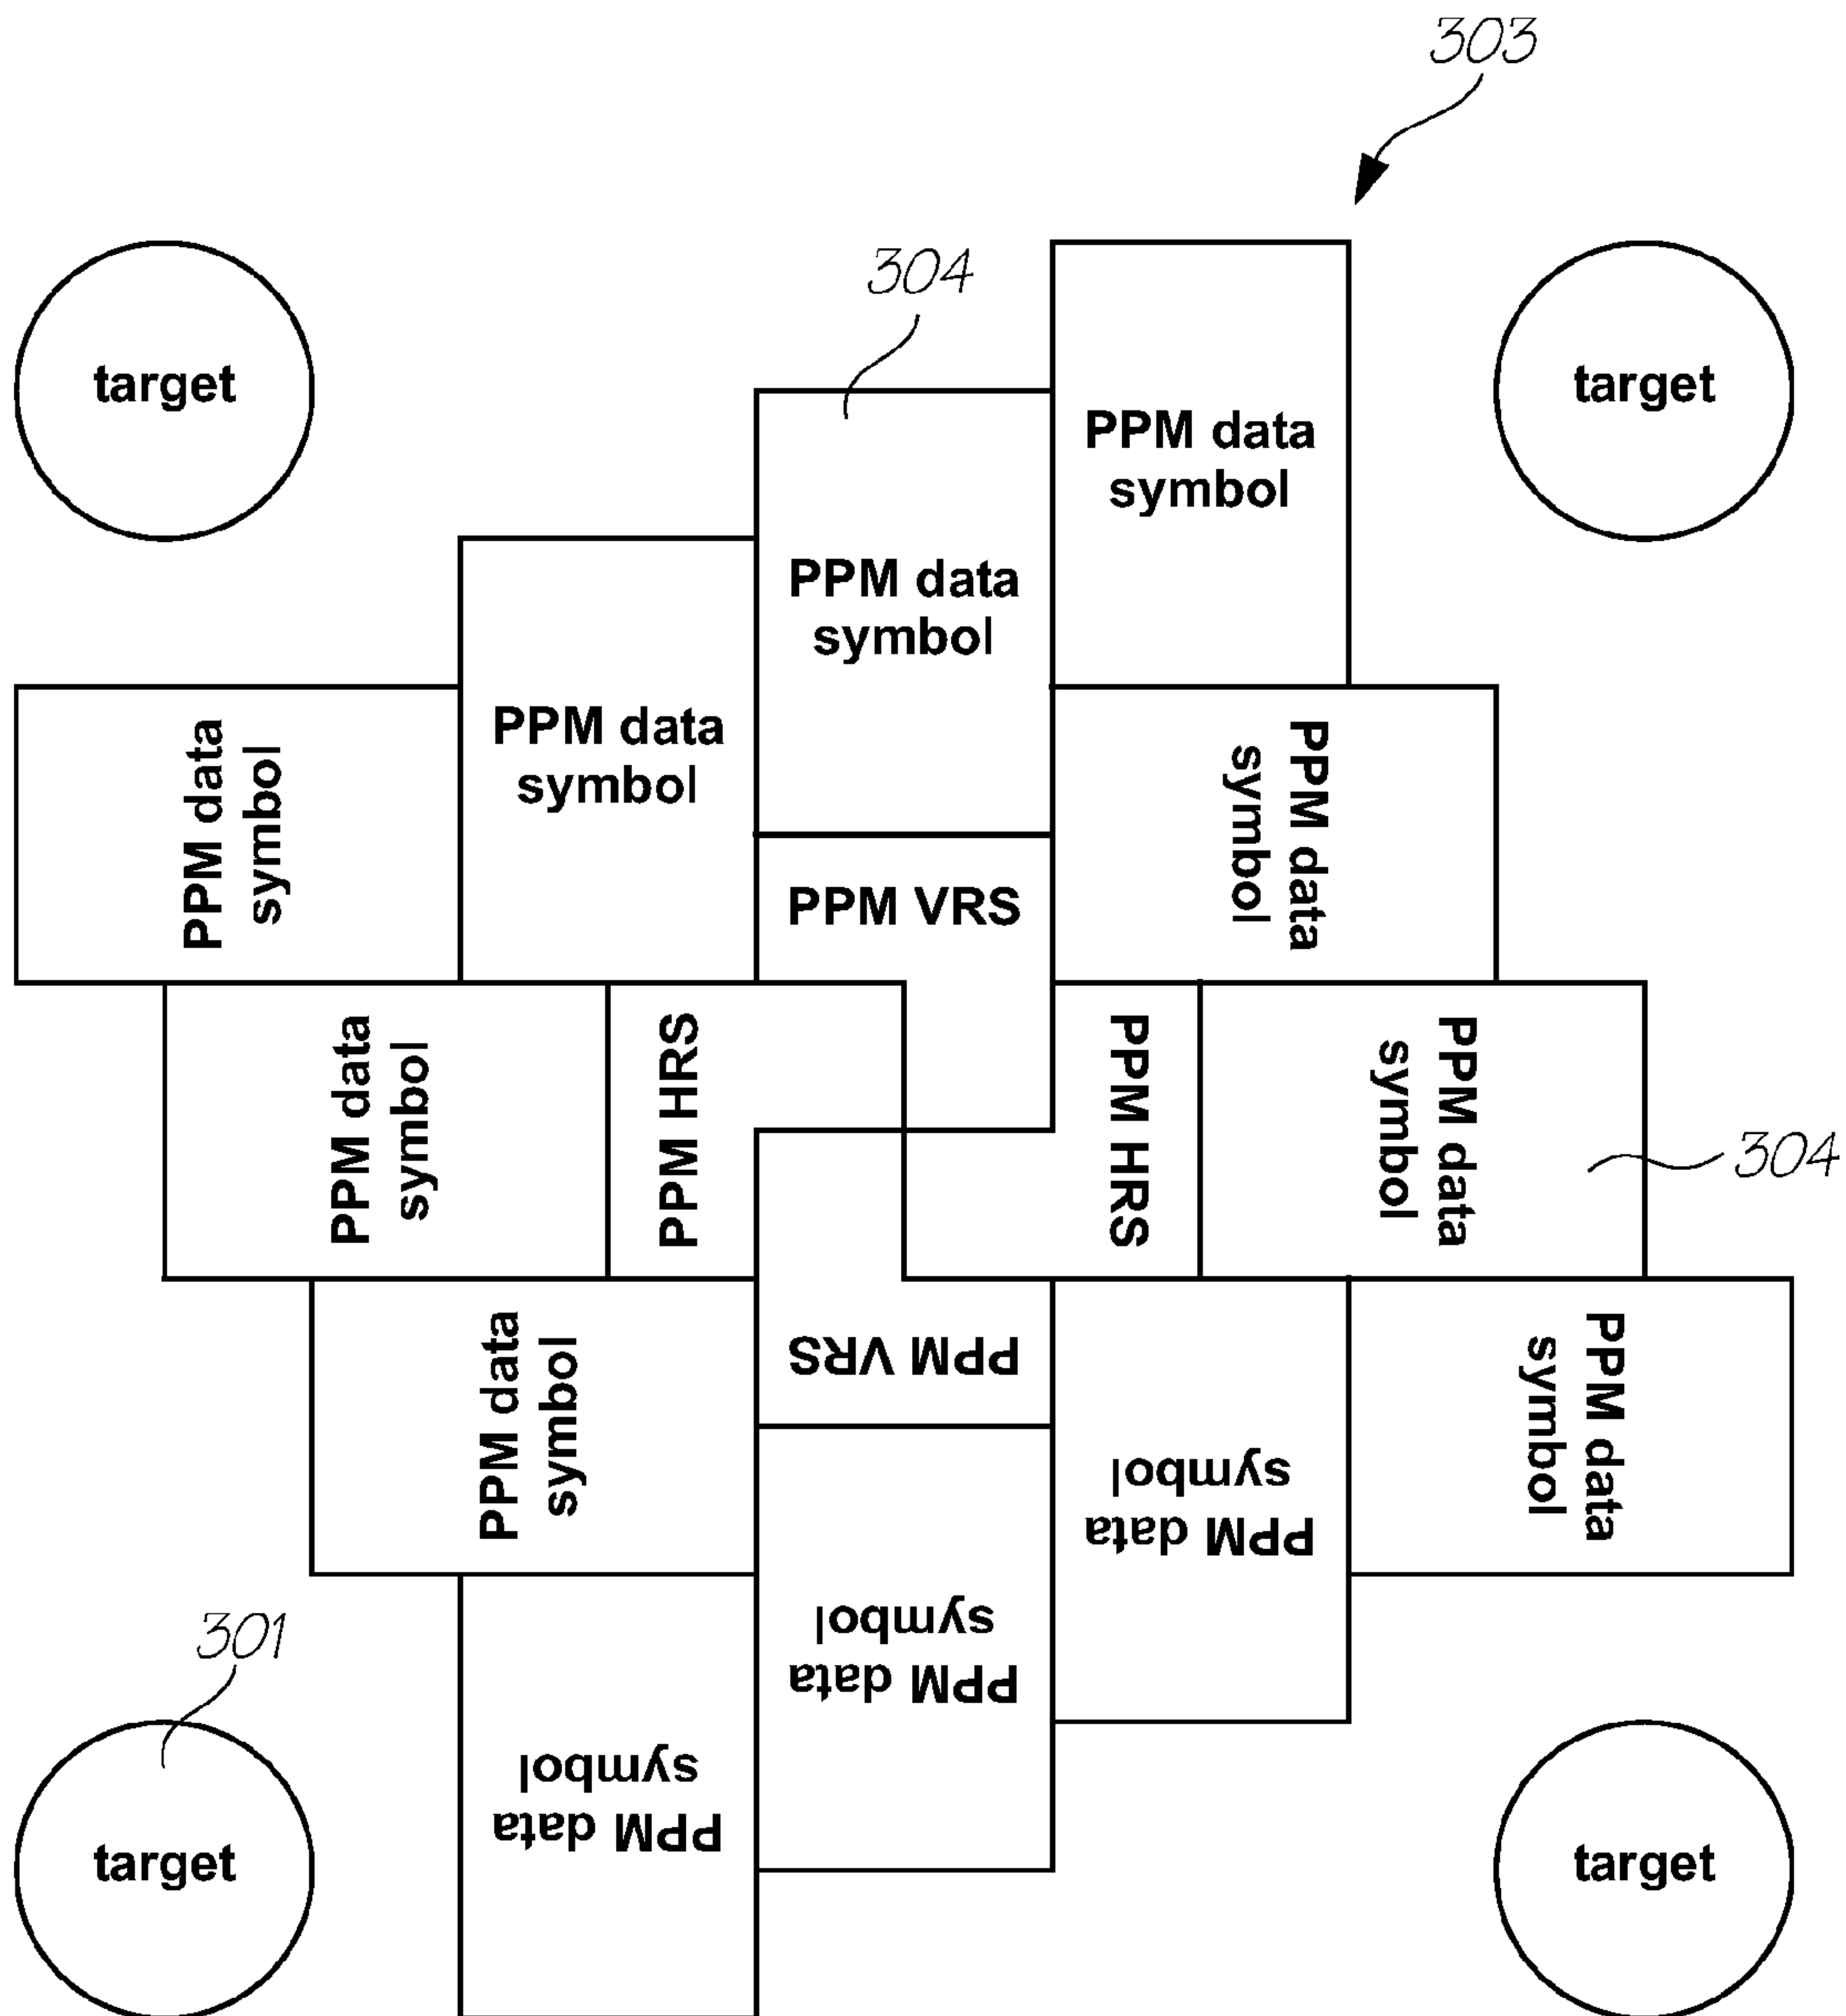 303
304
target
target
PPM data
symbol
PPM data
symbol
PPM data
symbol
PPM data
symbol
PPM data
symbol
PPM VRS
PPM data
symbol
PPM HRS
PPM HRS
PPM data
symbol
304
PPM data
symbol
PPM VRS
PPM data
symbol
PPM data
symbol
PPM data
symbol
301
PPM data
symbol
target
target